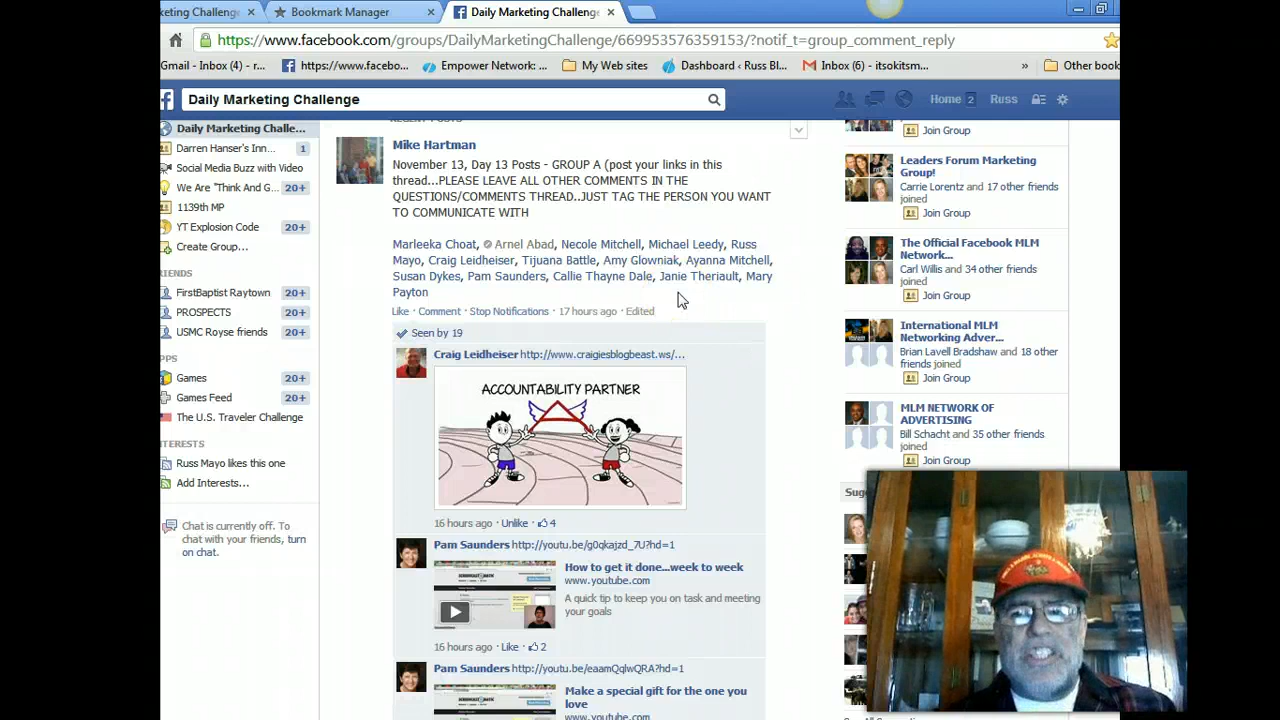 keting Challenge
Bookmark Manager
Daily Marketing Challenge
https://www.facebook.com/groups/DailyMarketingChallenge/669953576359153/?notif_t=group_comment_reply
Gmail - Inbox (4) - r...
https://www.facebo...
Empower Network: ...
My Web sites
Dashboard ‹ Russ Bl...
Inbox (6) - itsokitsm...
»
Other book
Daily Marketing Challenge
Home 2
Russ
Daily Marketing Challe...
Darren Hanser's Inn... 1
Social Media Buzz with Video
We Are "Think And G... 20+
1139th MP
YT Explosion Code 20+
Create Group...
RIENDS
FirstBaptist Raytown 20+
PROSPECTS 20+
USMC Royse friends 20+
PPS
Games 20+
Games Feed 20+
The U.S. Traveler Challenge
NTERESTS
Russ Mayo likes this one
Add Interests...
Chat is currently off. To
chat with your friends, turn
on chat.
RECENT POSTS
Mike Hartman
November 13, Day 13 Posts - GROUP A (post your links in this
thread...PLEASE LEAVE ALL OTHER COMMENTS IN THE
QUESTIONS/COMMENTS THREAD..JUST TAG THE PERSON YOU WANT
TO COMMUNICATE WITH
Marleeka Choat, Arnel Abad, Necole Mitchell, Michael Leedy, Russ
Mayo, Craig Leidheiser, Tijuana Battle, Amy Glowniak, Ayanna Mitchell,
Susan Dykes, Pam Saunders, Callie Thayne Dale, Janie Theriault, Mary
Payton
Like · Comment · Stop Notifications · 17 hours ago · Edited
Seen by 19
Craig Leidheiser http://www.craigiesblogbeast.ws/...
ACCOUNTABILITY PARTNER
16 hours ago · Unlike · 4
Pam Saunders http://youtu.be/g0qkajzd_7U?hd=1
How to get it done...week to week
www.youtube.com
A quick tip to keep you on task and meeting
your goals
16 hours ago · Like · 2
Pam Saunders http://youtu.be/eaamQqlwQRA?hd=1
Make a special gift for the one you
love
www.youtube.com
Join Group
Leaders Forum Marketing
Group!
Carrie Lorentz and 17 other friends
joined
Join Group
The Official Facebook MLM
Network...
Carl Willis and 34 other friends
joined
Join Group
International MLM
Networking Adver...
Brian Lavell Bradshaw and 18 other
friends joined
Join Group
MLM NETWORK OF
ADVERTISING
Bill Schacht and 35 other friends
joined
Join Group
Sugg